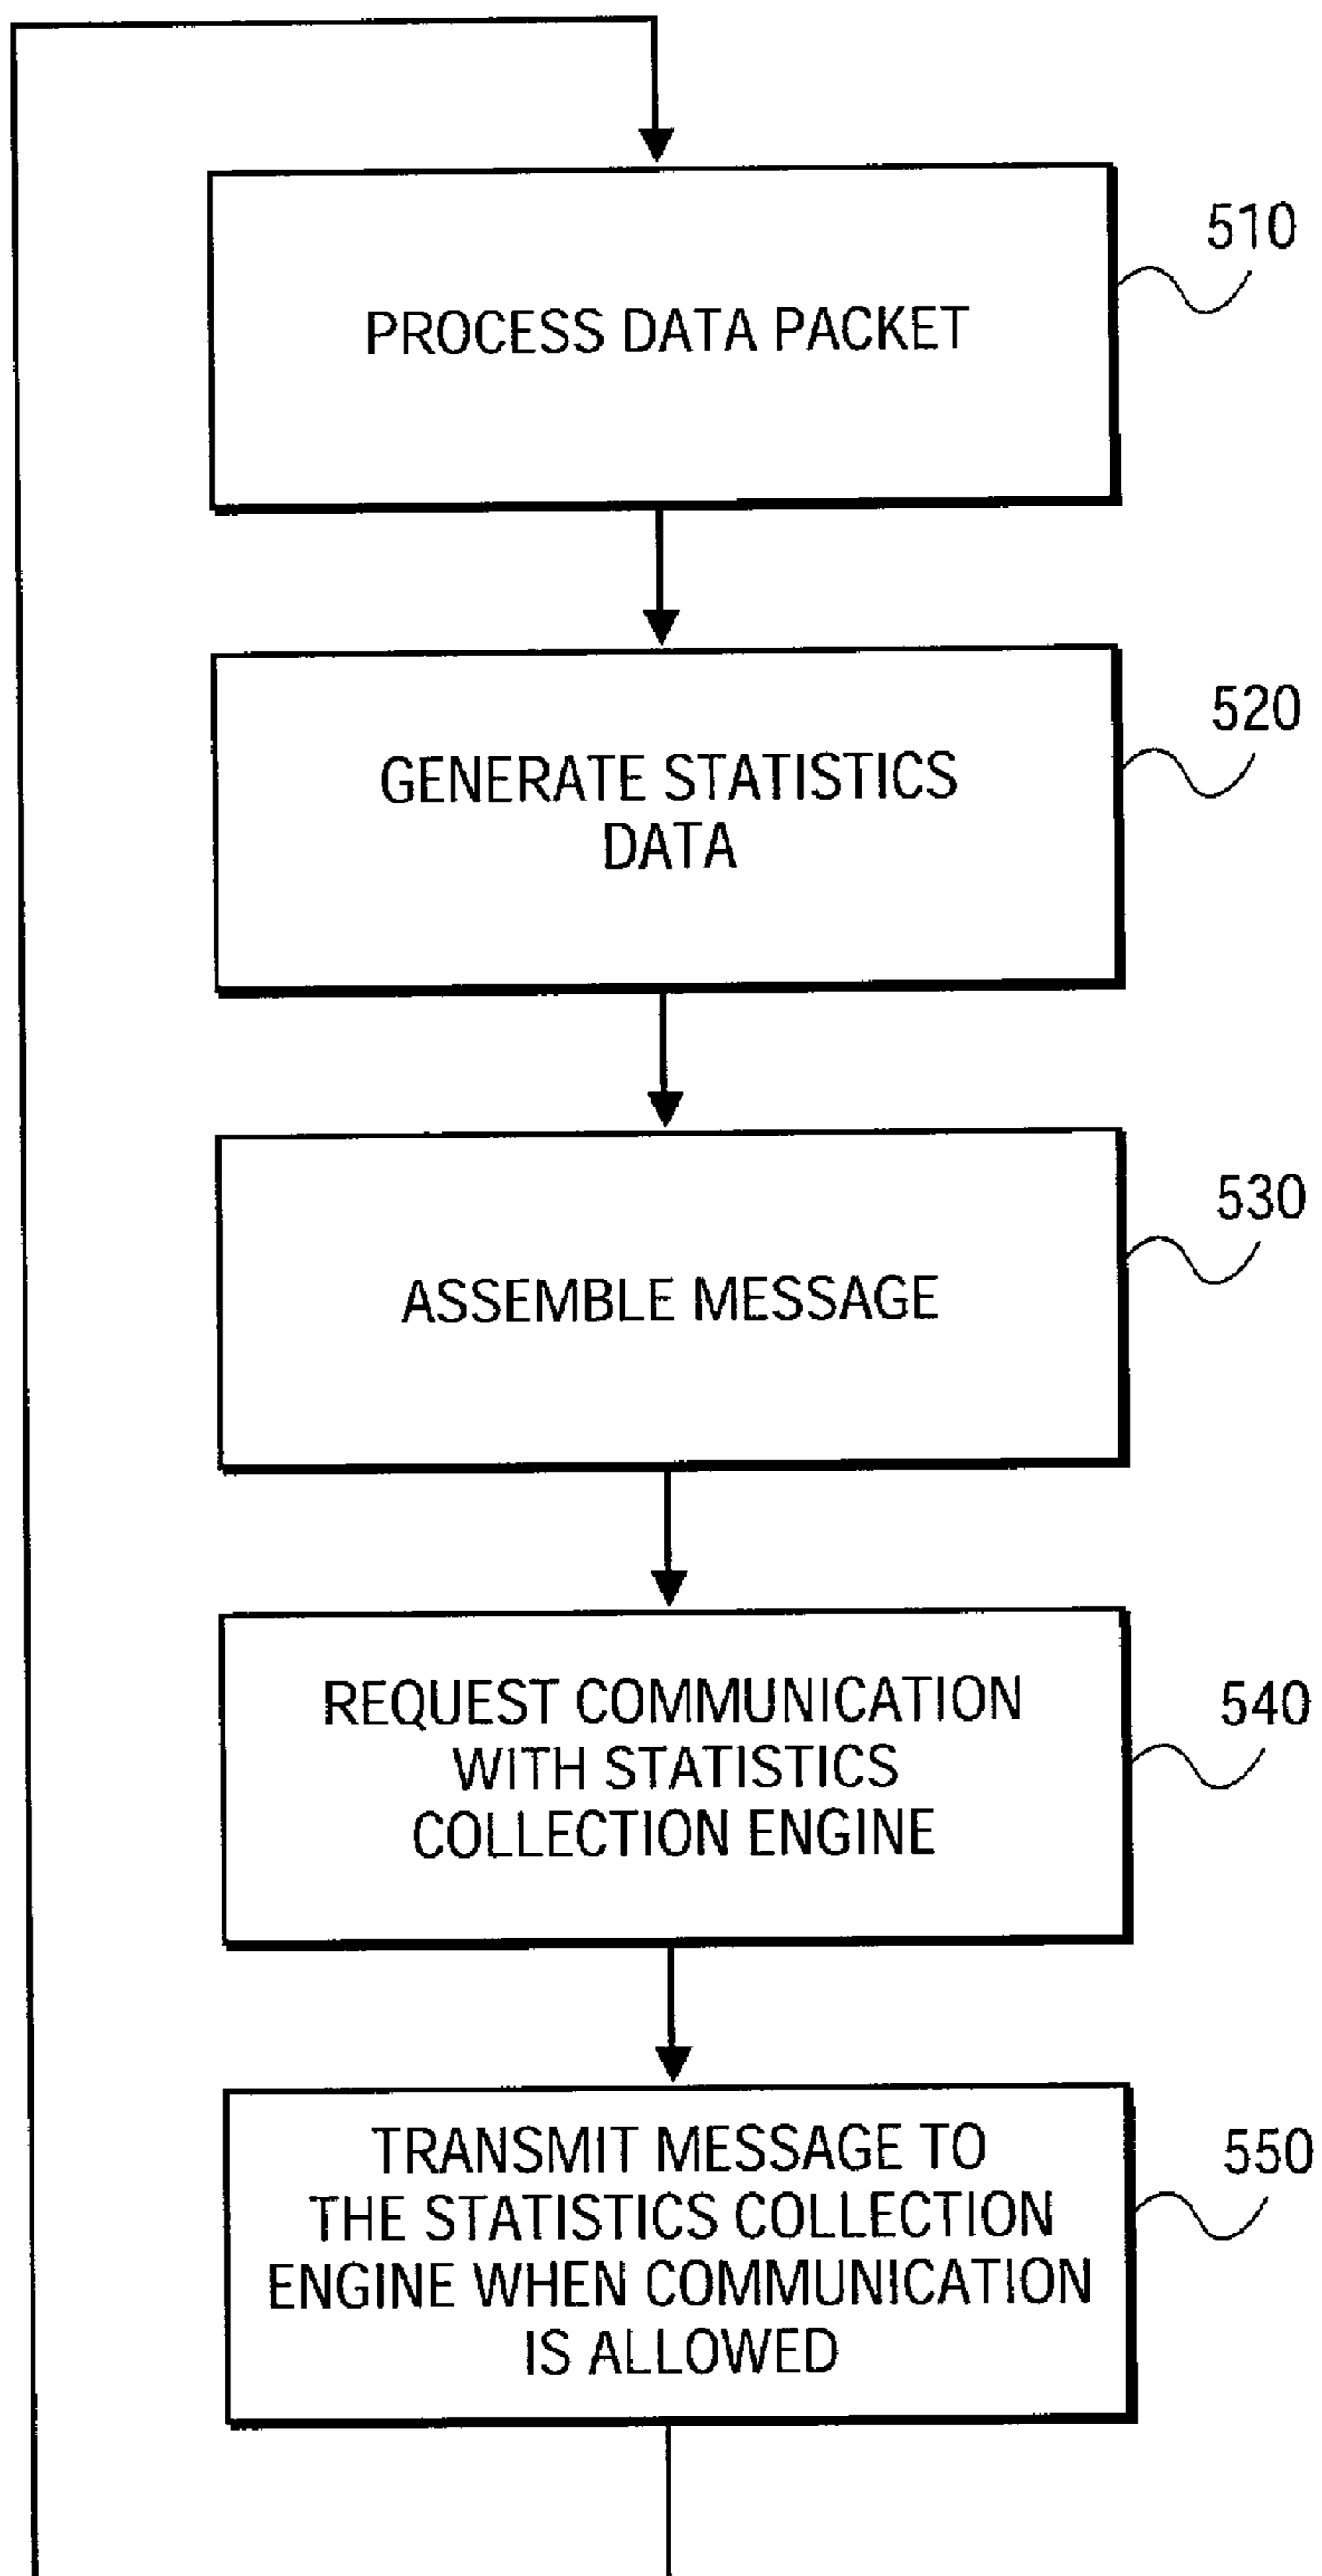 510
PROCESS DATA PACKET
520
GENERATE STATISTICS
DATA
530
ASSEMBLE MESSAGE
540
REQUEST COMMUNICATION
WITH STATISTICS
COLLECTION ENGINE
550
TRANSMIT MESSAGE TO
THE STATISTICS COLLECTION
ENGINE WHEN COMMUNICATION
IS ALLOWED